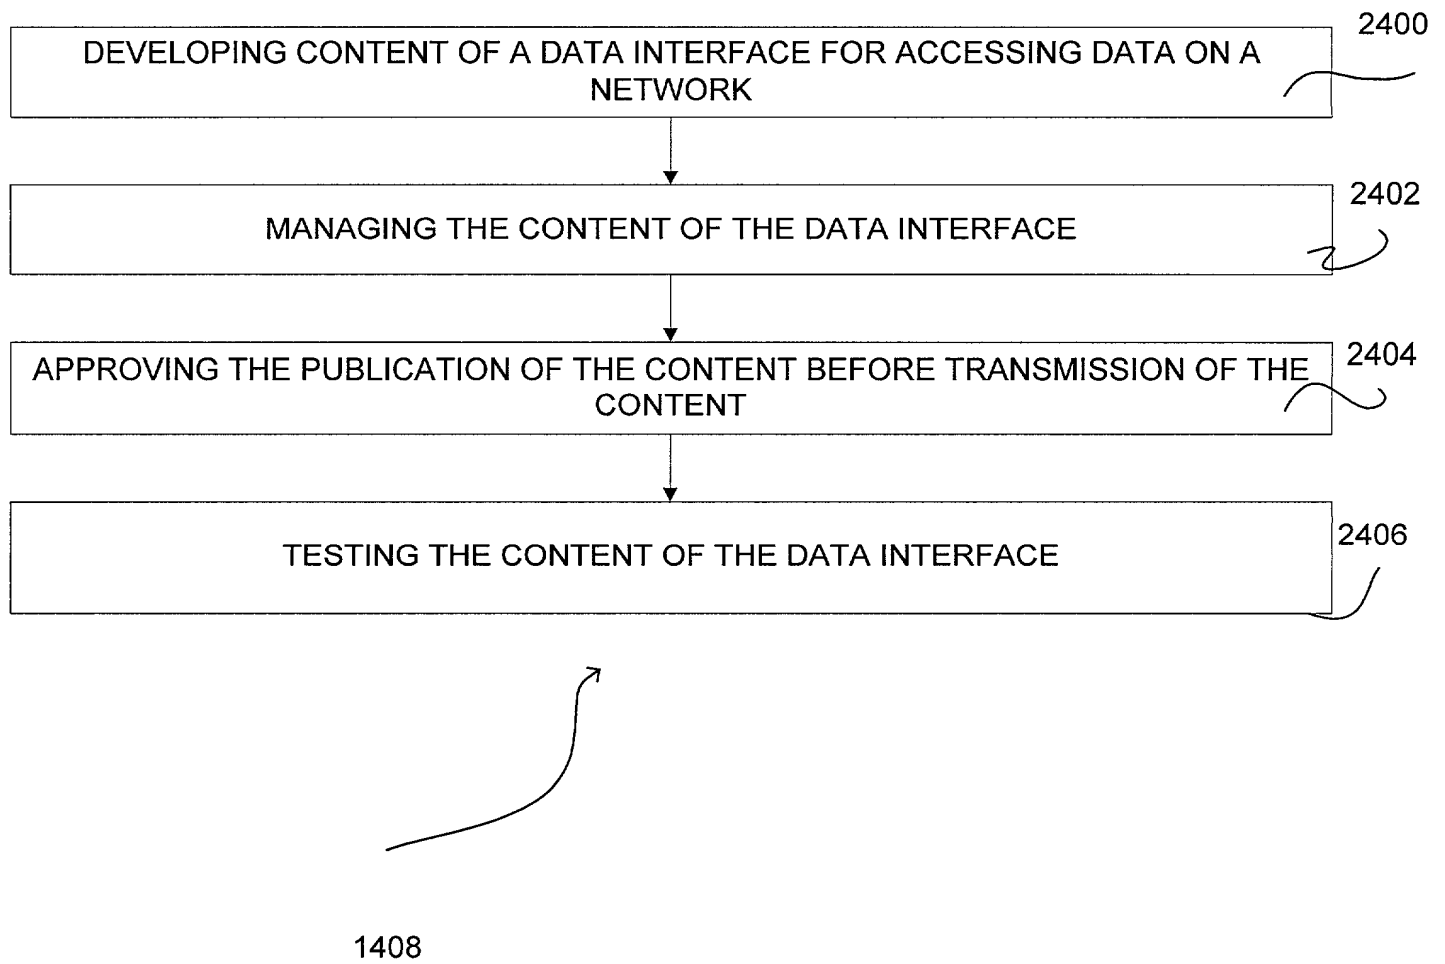 2400
DEVELOPING CONTENT OF A DATA INTERFACE FOR ACCESSING DATA ON A
NETWORK
2402
MANAGING THE CONTENT OF THE DATA INTERFACE
2404
APPROVING THE PUBLICATION OF THE CONTENT BEFORE TRANSMISSION OF THE
CONTENT
2406
TESTING THE CONTENT OF THE DATA INTERFACE
1408